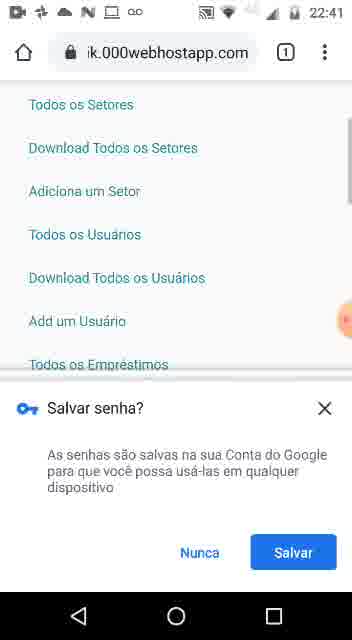 22:41
ik.000webhostapp.com
1
Todos os Setores
Download Todos os Setores
Adiciona um Setor
Todos os Usuários
Download Todos os Usuários
Add um Usuário
Todos os Empréstimos
Salvar senha?
As senhas são salvas na sua Conta do Google
para que você possa usá-las em qualquer
dispositivo
Nunca
Salvar